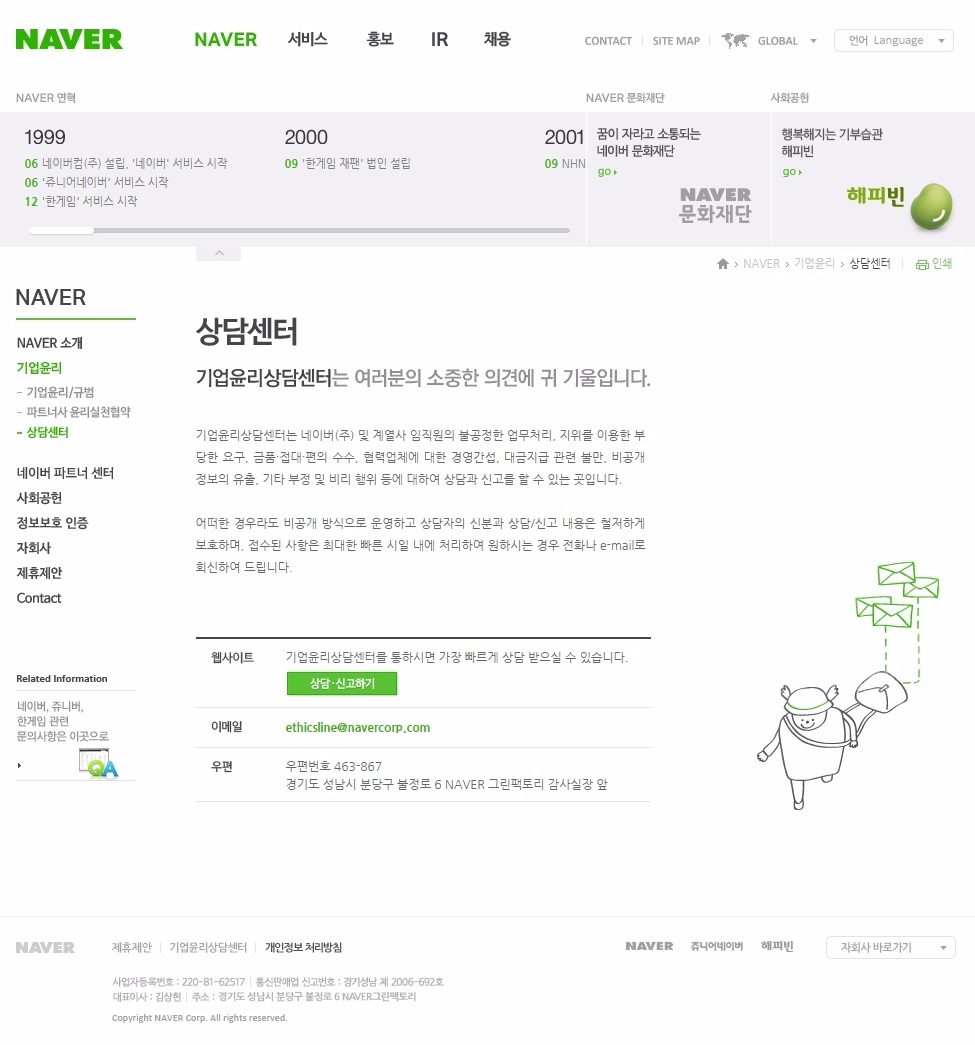 NAVER
NAVER 서비스 홍보 IR 채용
CONTACT SITE MAP GLOBAL 언어 Language
NAVER 연혁
1999
06 네이버컴(주) 설립, '네이버' 서비스 시작
06 '쥬니어네이버' 서비스 시작
12 '한게임' 서비스 시작
2000
09 '한게임 재팬' 법인 설립
2001
09 NHN
NAVER 문화재단
꿈이 자라고 소통되는
네이버 문화재단
go
NAVER
문화재단
사회공헌
행복해지는 기부습관
해피빈
go
해피빈
NAVER 기업윤리 상담센터 인쇄
NAVER
NAVER 소개
기업윤리
- 기업윤리/규범
- 파트너사 윤리실천협약
- 상담센터
네이버 파트너 센터
사회공헌
정보보호 인증
자회사
제휴제안
Contact
Related Information
네이버, 쥬니버,
한게임 관련
문의사항은 이곳으로
QA
상담센터
기업윤리상담센터는 여러분의 소중한 의견에 귀 기울입니다.
기업윤리상담센터는 네이버(주) 및 계열사 임직원의 불공정한 업무처리, 지위를 이용한 부
당한 요구, 금품·접대·편의 수수, 협력업체에 대한 경영간섭, 대금지급 관련 불만, 비공개
정보의 유출, 기타 부정 및 비리 행위 등에 대하여 상담과 신고를 할 수 있는 곳입니다.
어떠한 경우라도 비공개 방식으로 운영하고 상담자의 신분과 상담/신고 내용은 철저하게
보호하며, 접수된 사항은 최대한 빠른 시일 내에 처리하여 원하시는 경우 전화나 e-mail로
회신하여 드립니다.
웹사이트 기업윤리상담센터를 통하시면 가장 빠르게 상담 받으실 수 있습니다.
상담·신고하기
이메일 ethicsline@navercorp.com
우편 우편번호 463-867
경기도 성남시 분당구 불정로 6 NAVER 그린팩토리 감사실장 앞
NAVER 제휴제안 기업윤리상담센터 개인정보 처리방침
NAVER 쥬니어네이버 해피빈 자회사 바로가기
사업자등록번호 : 220-81-62517 통신판매업 신고번호 : 경기성남 제 2006-692호
대표이사 : 김상헌 주소 : 경기도 성남시 분당구 불정로 6 NAVER그린팩토리
Copyright NAVER Corp. All rights reserved.